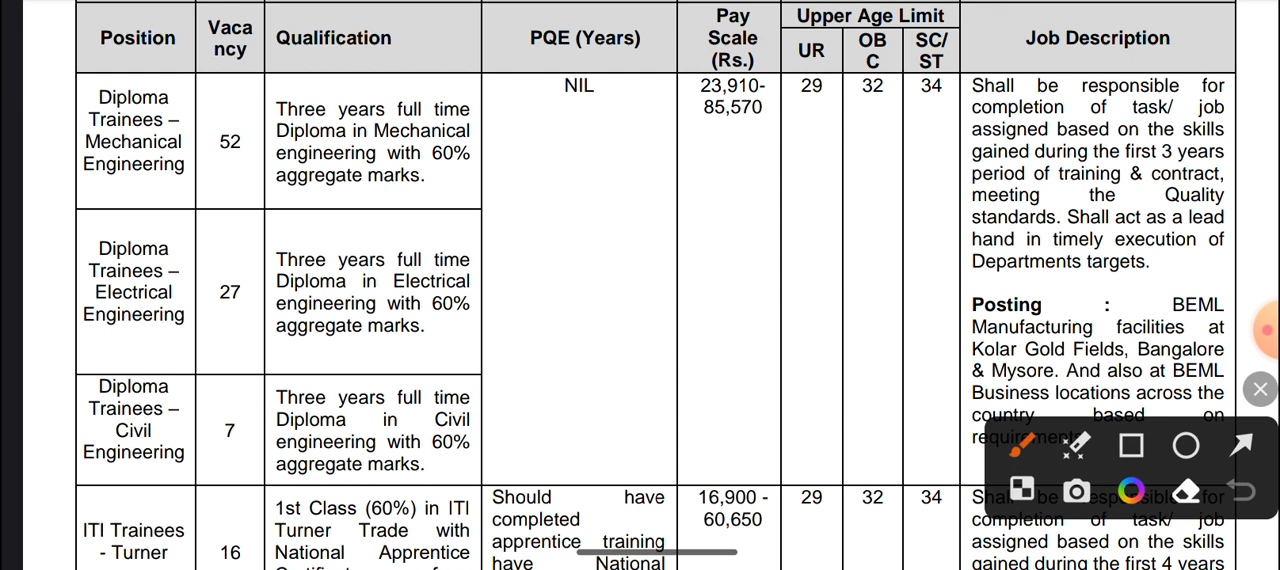 Position
Vaca
ncy
Qualification
PQE (Years)
Pay
Scale
(Rs.)
Upper Age Limit
UR
OB
C
SC/
ST
Job Description
Diploma
Trainees –
Mechanical
Engineering
52
Three years full time
Diploma in Mechanical
engineering with 60%
aggregate marks.
NIL
23,910-
85,570
29
32
34
Shall be responsible for
completion of task/ job
assigned based on the skills
gained during the first 3 years
period of training & contract,
meeting the Quality
standards. Shall act as a lead
hand in timely execution of
Departments targets.
Posting : BEML
Manufacturing facilities at
Kolar Gold Fields, Bangalore
& Mysore. And also at BEML
Business locations across the
country based on
requirement
Diploma
Trainees –
Electrical
Engineering
27
Three years full time
Diploma in Electrical
engineering with 60%
aggregate marks.
Diploma
Trainees –
Civil
Engineering
7
Three years full time
Diploma in Civil
engineering with 60%
aggregate marks.
ITI Trainees
- Turner
16
1st Class (60%) in ITI
Turner Trade with
National Apprentice
Should have
completed
apprentice training
have National
16,900 -
60,650
29
32
34
Shall be responsible for
completion of task/ job
assigned based on the skills
gained during the first 4 years